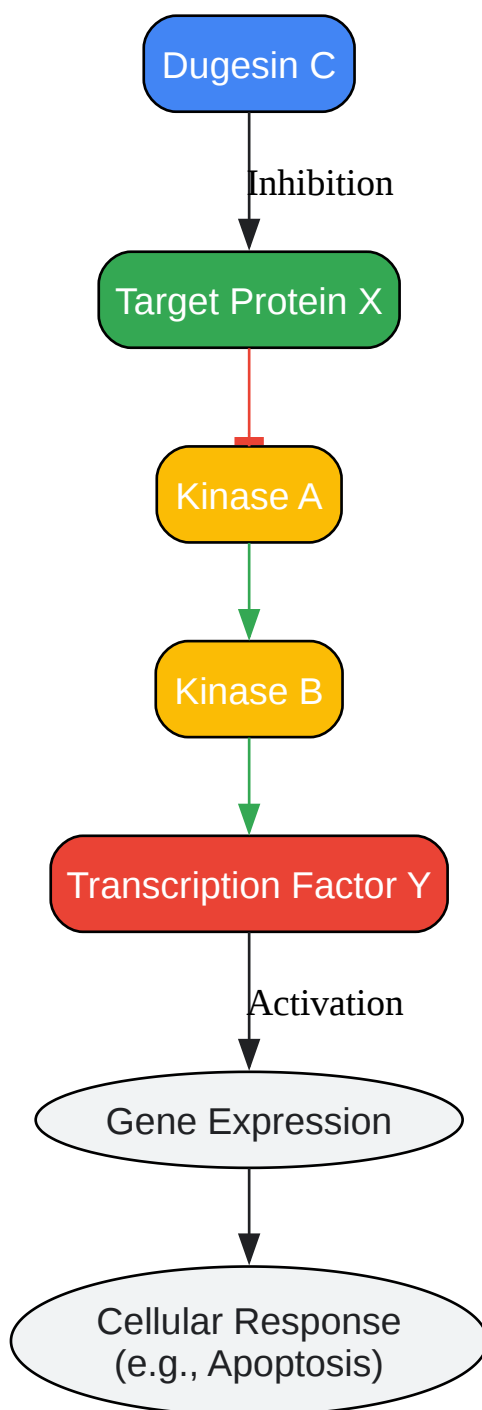 Dugesin C
Inhibition
Target Protein X
Kinase A
Kinase B
Transcription Factor Y
Activation
Gene Expression
Cellular Response
(e.g., Apoptosis)